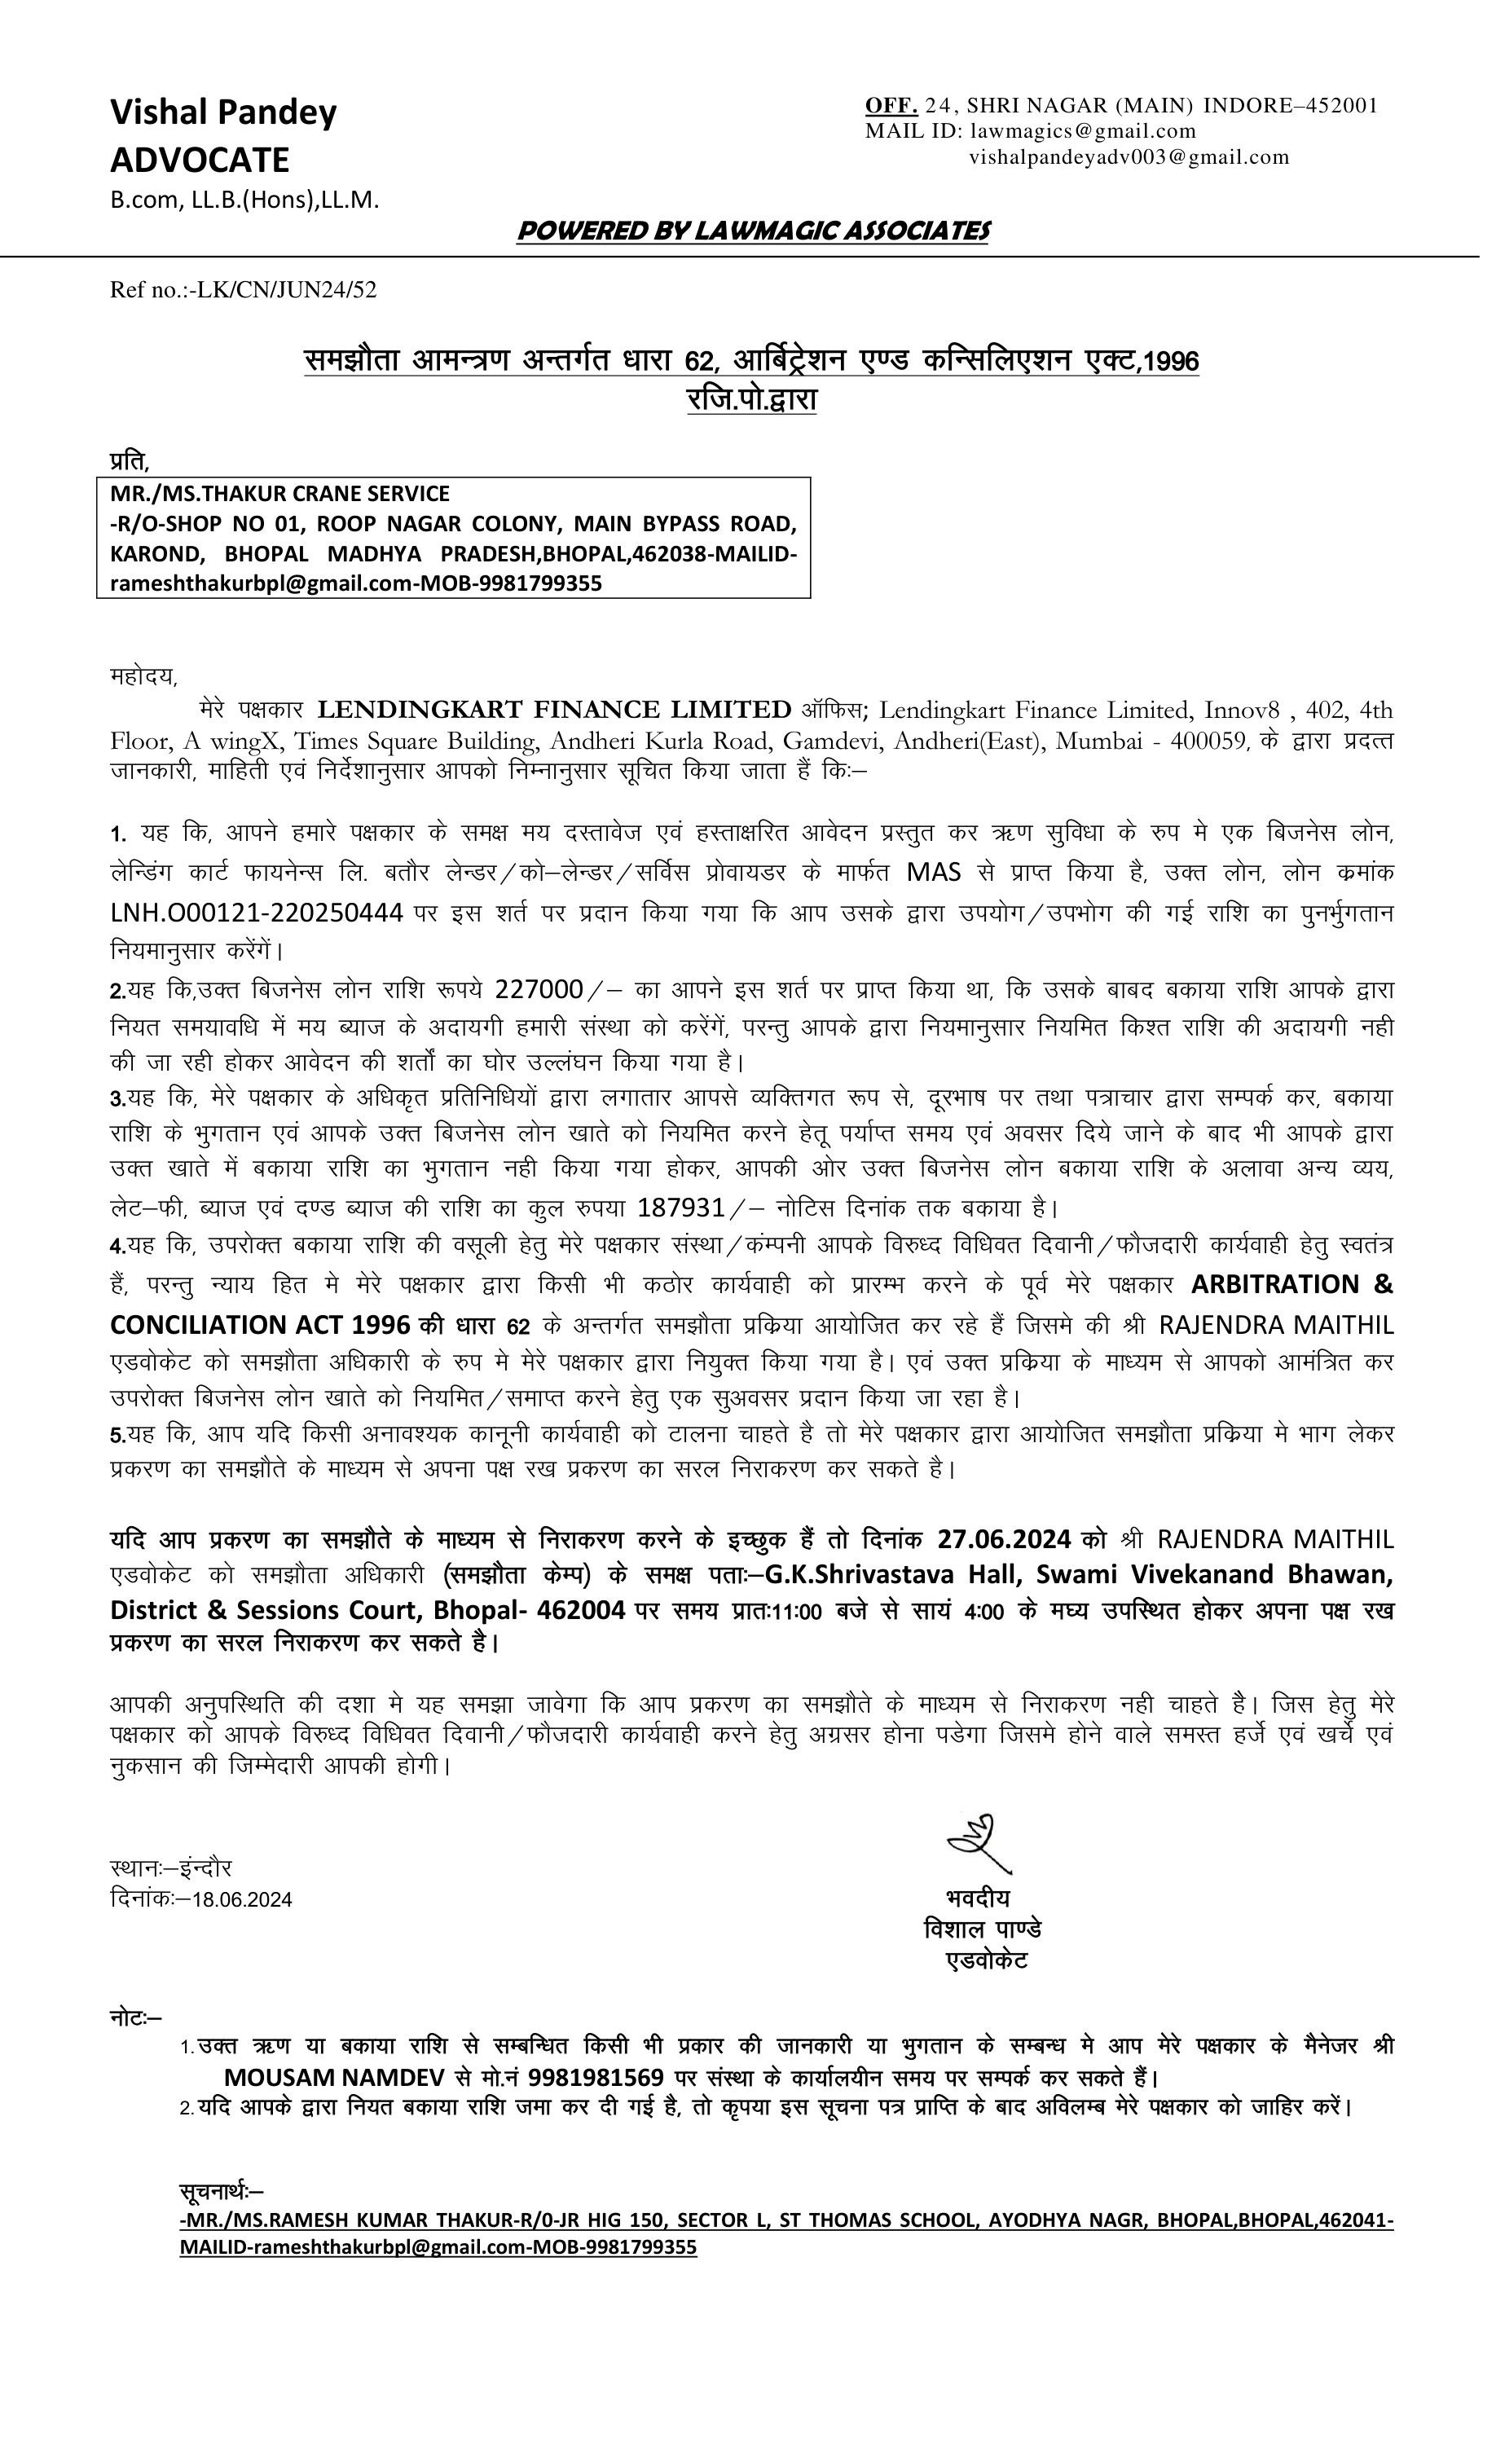 Vishal Pandey
ADVOCATE
B.com, LL.B.(Hons),LL.M.
OFF. 24, SHRI NAGAR (MAIN) INDORE–452001
MAIL ID: lawmagics@gmail.com
vishalpandeyadv003@gmail.com
POWERED BY LAWMAGIC ASSOCIATES
Ref no.:-LK/CN/JUN24/52
समझौता आमन्त्रण अन्तर्गत धारा 62, आर्बिट्रेशन एण्ड कन्सिलिएशन एक्ट,1996
रजि.पो.द्वारा
प्रति,
MR./MS.THAKUR CRANE SERVICE
-R/O-SHOP NO 01, ROOP NAGAR COLONY, MAIN BYPASS ROAD,
KAROND, BHOPAL MADHYA PRADESH,BHOPAL,462038-MAILID-
rameshthakurbpl@gmail.com-MOB-9981799355
महोदय,
मेरे पक्षकार LENDINGKART FINANCE LIMITED ऑफिस; Lendingkart Finance Limited, Innov8 , 402, 4th
Floor, A wingX, Times Square Building, Andheri Kurla Road, Gamdevi, Andheri(East), Mumbai - 400059, के द्वारा प्रदत्त
जानकारी, माहिती एवं निर्देशानुसार आपको निम्नानुसार सूचित किया जाता हैं कि:–
1. यह कि, आपने हमारे पक्षकार के समक्ष मय दस्तावेज एवं हस्ताक्षरित आवेदन प्रस्तुत कर ऋण सुविधा के रुप मे एक बिजनेस लोन,
लेन्डिंग कार्ट फायनेन्स लि. बतौर लेन्डर/को–लेन्डर/सर्विस प्रोवायडर के मार्फत MAS से प्राप्त किया है, उक्त लोन, लोन क्रमांक
LNH.O00121-220250444 पर इस शर्त पर प्रदान किया गया कि आप उसके द्वारा उपयोग/उपभोग की गई राशि का पुनर्भुगतान
नियमानुसार करेंगें।
2.यह कि,उक्त बिजनेस लोन राशि रूपये 227000/– का आपने इस शर्त पर प्राप्त किया था, कि उसके बाबद बकाया राशि आपके द्वारा
नियत समयावधि में मय ब्याज के अदायगी हमारी संस्था को करेंगें, परन्तु आपके द्वारा नियमानुसार नियमित किश्त राशि की अदायगी नही
की जा रही होकर आवेदन की शर्तों का घोर उल्लंघन किया गया है।
3.यह कि, मेरे पक्षकार के अधिकृत प्रतिनिधियों द्वारा लगातार आपसे व्यक्तिगत रूप से, दूरभाष पर तथा पत्राचार द्वारा सम्पर्क कर, बकाया
राशि के भुगतान एवं आपके उक्त बिजनेस लोन खाते को नियमित करने हेतू पर्याप्त समय एवं अवसर दिये जाने के बाद भी आपके द्वारा
उक्त खाते में बकाया राशि का भुगतान नही किया गया होकर, आपकी ओर उक्त बिजनेस लोन बकाया राशि के अलावा अन्य व्यय,
लेट–फी, ब्याज एवं दण्ड ब्याज की राशि का कुल रुपया 187931/– नोटिस दिनांक तक बकाया है।
4.यह कि, उपरोक्त बकाया राशि की वसूली हेतु मेरे पक्षकार संस्था/कंम्पनी आपके विरुध्द विधिवत दिवानी/फौजदारी कार्यवाही हेतु स्वतंत्र
हैं, परन्तु न्याय हित मे मेरे पक्षकार द्वारा किसी भी कठोर कार्यवाही को प्रारम्भ करने के पूर्व मेरे पक्षकार ARBITRATION &
CONCILIATION ACT 1996 की धारा 62 के अन्तर्गत समझौता प्रक्रिया आयोजित कर रहे हैं जिसमे की श्री RAJENDRA MAITHIL
एडवोकेट को समझौता अधिकारी के रुप मे मेरे पक्षकार द्वारा नियुक्त किया गया है। एवं उक्त प्रक्रिया के माध्यम से आपको आमंत्रित कर
उपरोक्त बिजनेस लोन खाते को नियमित/समाप्त करने हेतु एक सुअवसर प्रदान किया जा रहा है।
5.यह कि, आप यदि किसी अनावश्यक कानूनी कार्यवाही को टालना चाहते है तो मेरे पक्षकार द्वारा आयोजित समझौता प्रक्रिया मे भाग लेकर
प्रकरण का समझौते के माध्यम से अपना पक्ष रख प्रकरण का सरल निराकरण कर सकते है।
यदि आप प्रकरण का समझौते के माध्यम से निराकरण करने के इच्छुक हैं तो दिनांक 27.06.2024 को श्री RAJENDRA MAITHIL
एडवोकेट को समझौता अधिकारी (समझौता केम्प) के समक्ष पता:–G.K.Shrivastava Hall, Swami Vivekanand Bhawan,
District & Sessions Court, Bhopal- 462004 पर समय प्रातः11:00 बजे से सायं 4:00 के मघ्य उपस्थित होकर अपना पक्ष रख
प्रकरण का सरल निराकरण कर सकते है।
आपकी अनुपस्थिति की दशा मे यह समझा जावेगा कि आप प्रकरण का समझौते के माध्यम से निराकरण नही चाहते है। जिस हेतु मेरे
पक्षकार को आपके विरुध्द विधिवत दिवानी/फौजदारी कार्यवाही करने हेतु अग्रसर होना पडेगा जिसमे होने वाले समस्त हर्जे एवं खर्चे एवं
नुकसान की जिम्मेदारी आपकी होगी।
स्थानः–इंन्दौर
दिनांकः–18.06.2024
भवदीय
विशाल पाण्डे
एडवोकेट
नोटः–
1.उक्त ऋण या बकाया राशि से सम्बन्धित किसी भी प्रकार की जानकारी या भुगतान के सम्बन्ध मे आप मेरे पक्षकार के मैनेजर श्री
MOUSAM NAMDEV से मो.नं 9981981569 पर संस्था के कार्यालयीन समय पर सम्पर्क कर सकते हैं।
2.यदि आपके द्वारा नियत बकाया राशि जमा कर दी गई है, तो कृपया इस सूचना पत्र प्राप्ति के बाद अविलम्ब मेरे पक्षकार को जाहिर करें।
सूचनार्थः–
-MR./MS.RAMESH KUMAR THAKUR-R/0-JR HIG 150, SECTOR L, ST THOMAS SCHOOL, AYODHYA NAGR, BHOPAL,BHOPAL,462041-
MAILID-rameshthakurbpl@gmail.com-MOB-9981799355